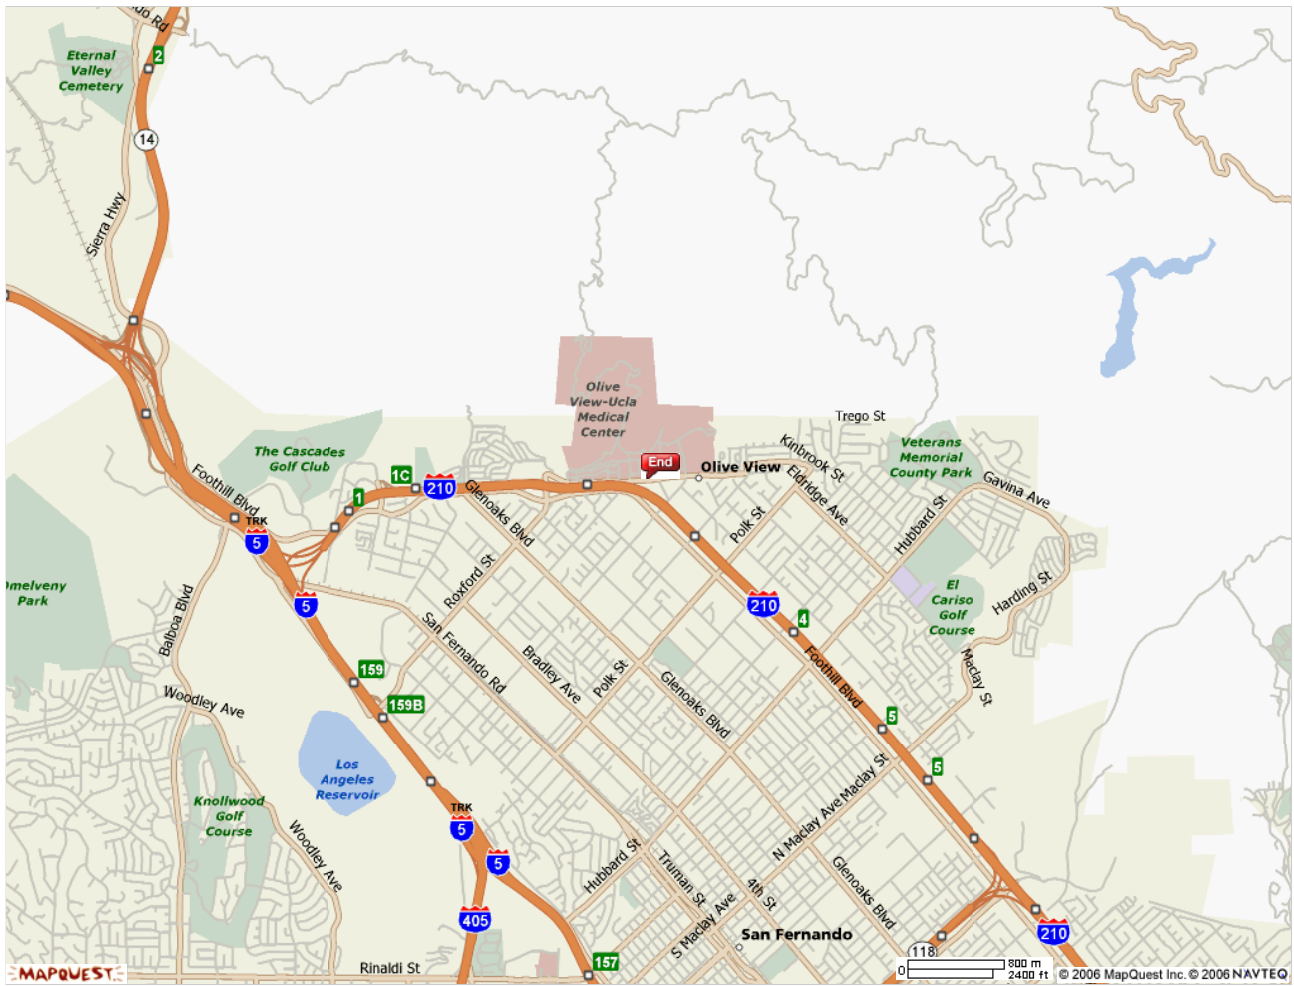 do Rd
2
Eternal
Valley
Cemetery
14
Sierra Hwy
Olive
View-Ucla
Medical
Center
Trego St
The Cascades
Golf Club
Kinbrook St
Veterans
Memorial
County Park
End
Olive View
1C
210
1
Foothill Blvd
Glenoaks Blvd
Eldridge Ave
Gavina Ave
Hubbard St
Polk St
TRK
5
Omelveny
Park
Balboa Blvd
Roxford St
5
210
4
El
Cariso
Golf
Course
Harding St
San Fernando Rd
Bradley Ave
Polk St
Glenoaks Blvd
Foothill Blvd
Maclay St
159
159B
Woodley Ave
5
5
Los
Angeles
Reservoir
Maclay St
N Maclay Ave
Knollwood
Golf
Course
TRK
5
5
Woodley Ave
Hubbard St
Truman St
4th St
Glenoaks Blvd
405
S Maclay Ave
San Fernando
210
118
Rinaldi St
157
MAPQUEST
0
800 m
2400 ft
© 2006 MapQuest Inc. © 2006 NAVTEQ